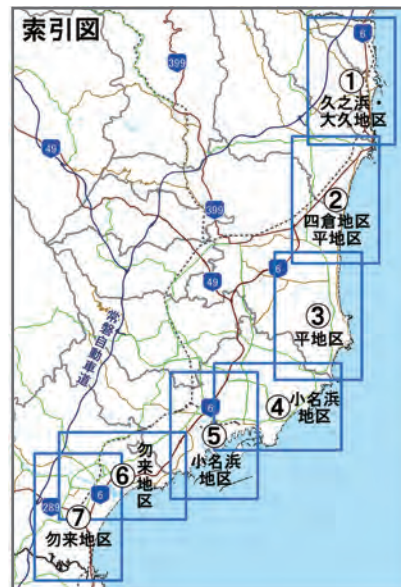 索引図
6
399
①
久之浜・
大久地区
49
②
四倉地区
平地区
399
6
49
③
平地区
常磐自動車道
④
小名浜
地区
6
⑤
小名浜
地区
⑥
勿来地区
289
6
⑦
勿来地区